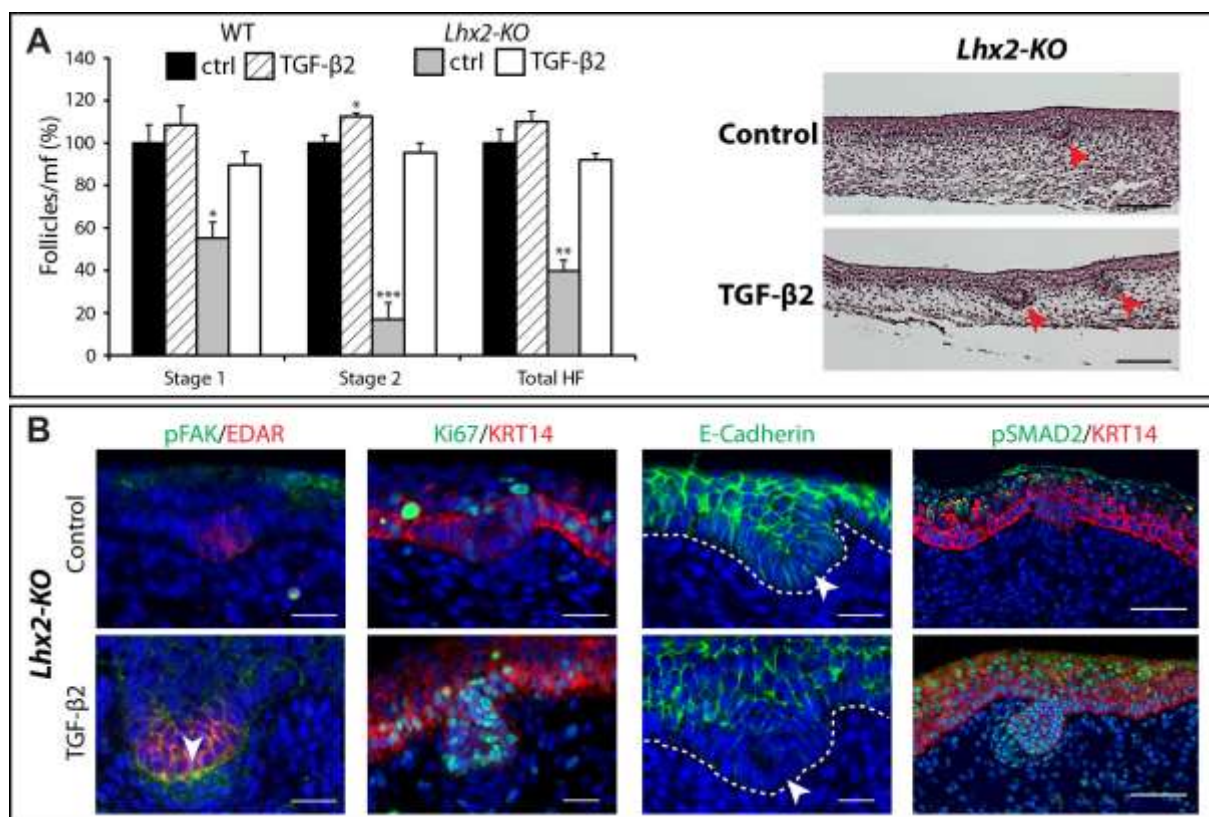 A
WT
Lhx2-KO
ctrl
TGF-β2
ctrl
TGF-β2
Follicles/mf (%)
140
120
100
80
60
40
20
0
*
*
***
**
Stage 1
Stage 2
Total HF
Lhx2-KO
Control
TGF-β2
B
pFAK/EDAR
Ki67/KRT14
E-Cadherin
pSMAD2/KRT14
Lhx2-KO
Control
TGF-β2